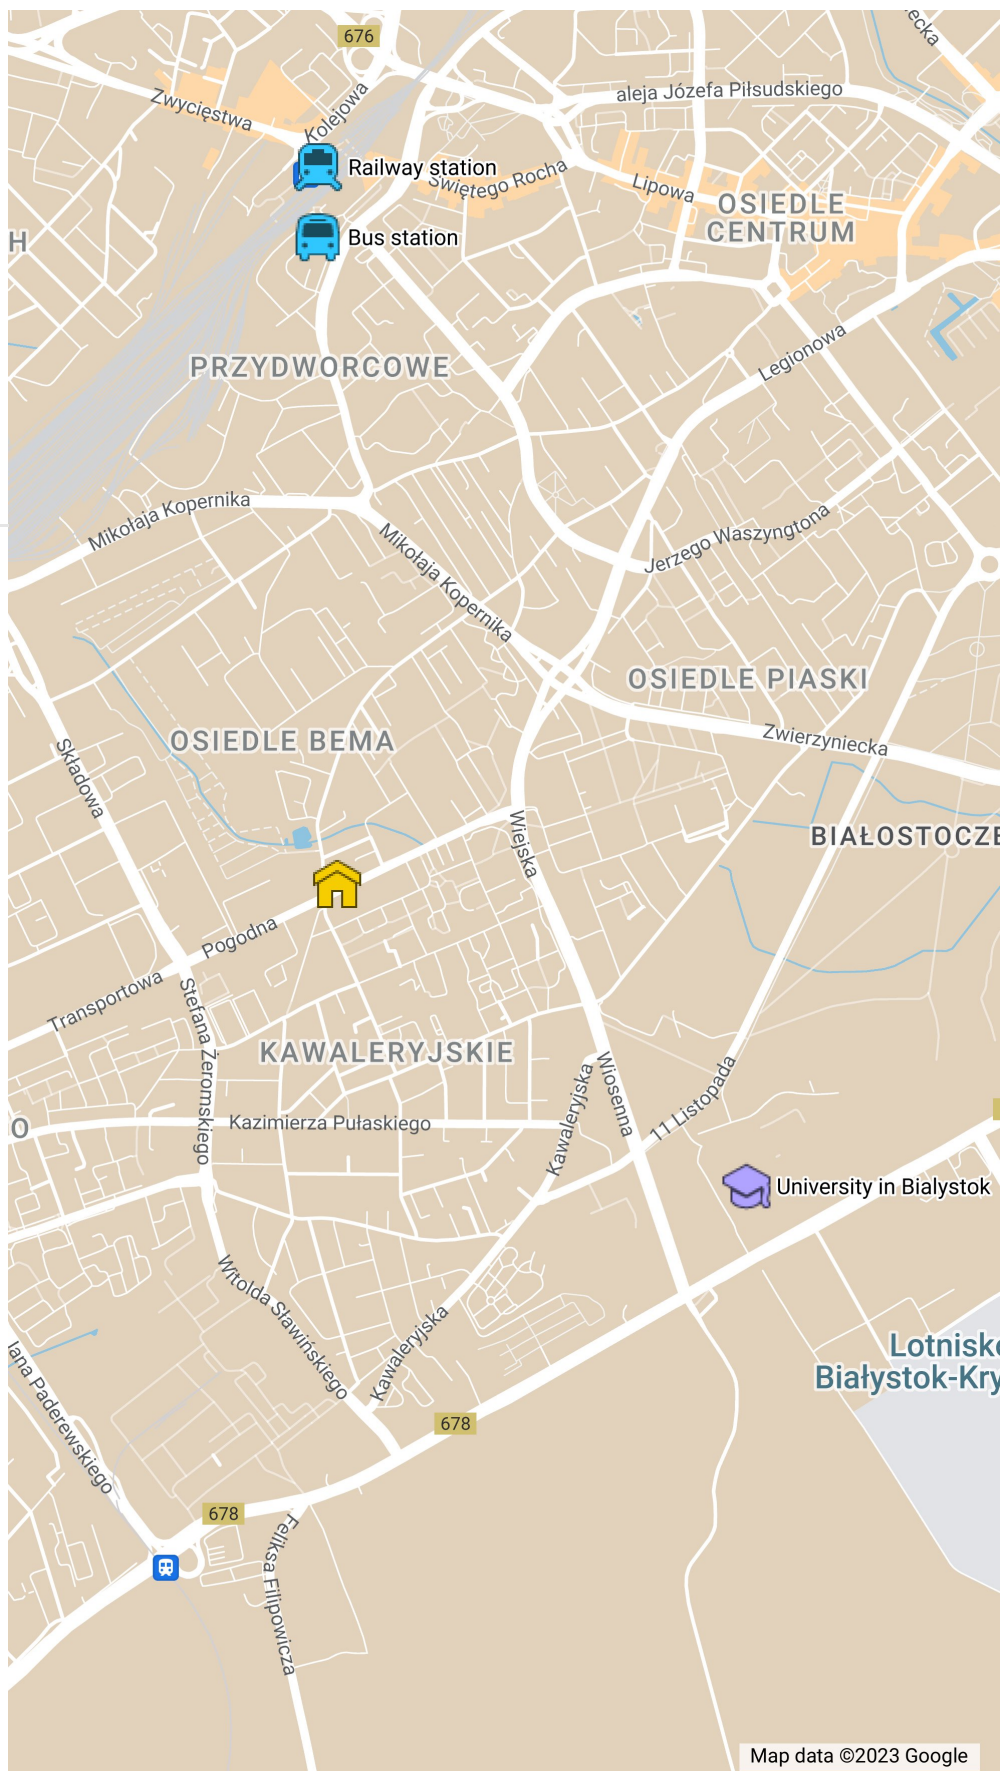 676
ecka
aleja Józefa Piłsudskiego
Zwycięstwa
Kolejowa
Railway station
Świętego Rocha
Lipowa
OSIEDLE
CENTRUM
H
Bus station
Legionowa
PRZYDWORCOWE
Mikołaja Kopernika
Mikołaja Kopernika
Jerzego Waszyngtona
OSIEDLE PIASKI
Zwierzyniecka
OSIEDLE BEMA
Składowa
Wiejska
BIAŁOSTOCZE
Pogodna
Transportowa
Stefana Żeromskiego
KAWALERYJSKIE
Kawaleryjska
Wiosenna
11 Listopada
O
Kazimierza Pułaskiego
University in Bialystok
Witolda Sławińskiego
Kawaleryjska
Lotnisko
Białystok-Kry
Iana Paderewskiego
678
678
Feliksa Filipowicza
Map data ©2023 Google